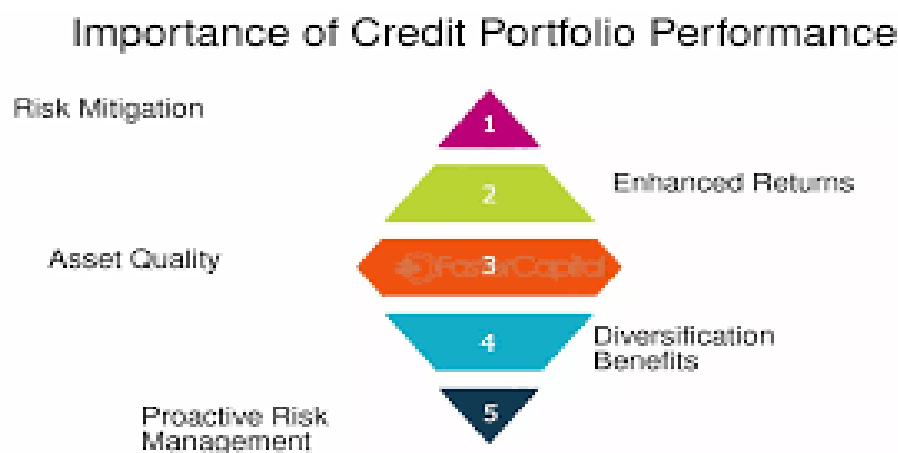 Importance of Credit Portfolio Performance
Risk Mitigation
1
2
Enhanced Returns
Asset Quality
3
FasterCapital
4
Diversification
Benefits
5
Proactive Risk
Management